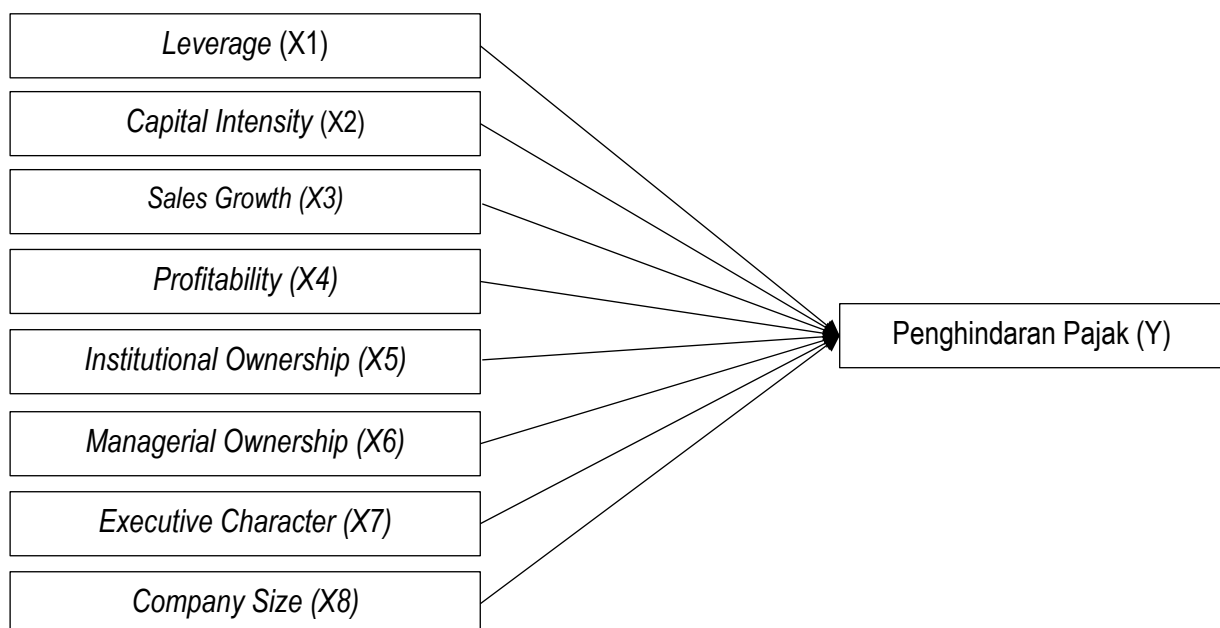 Leverage (X1)
Capital Intensity (X2)
Sales Growth (X3)
Profitability (X4)
Institutional Ownership (X5)
Managerial Ownership (X6)
Executive Character (X7)
Company Size (X8)
Penghindaran Pajak (Y)